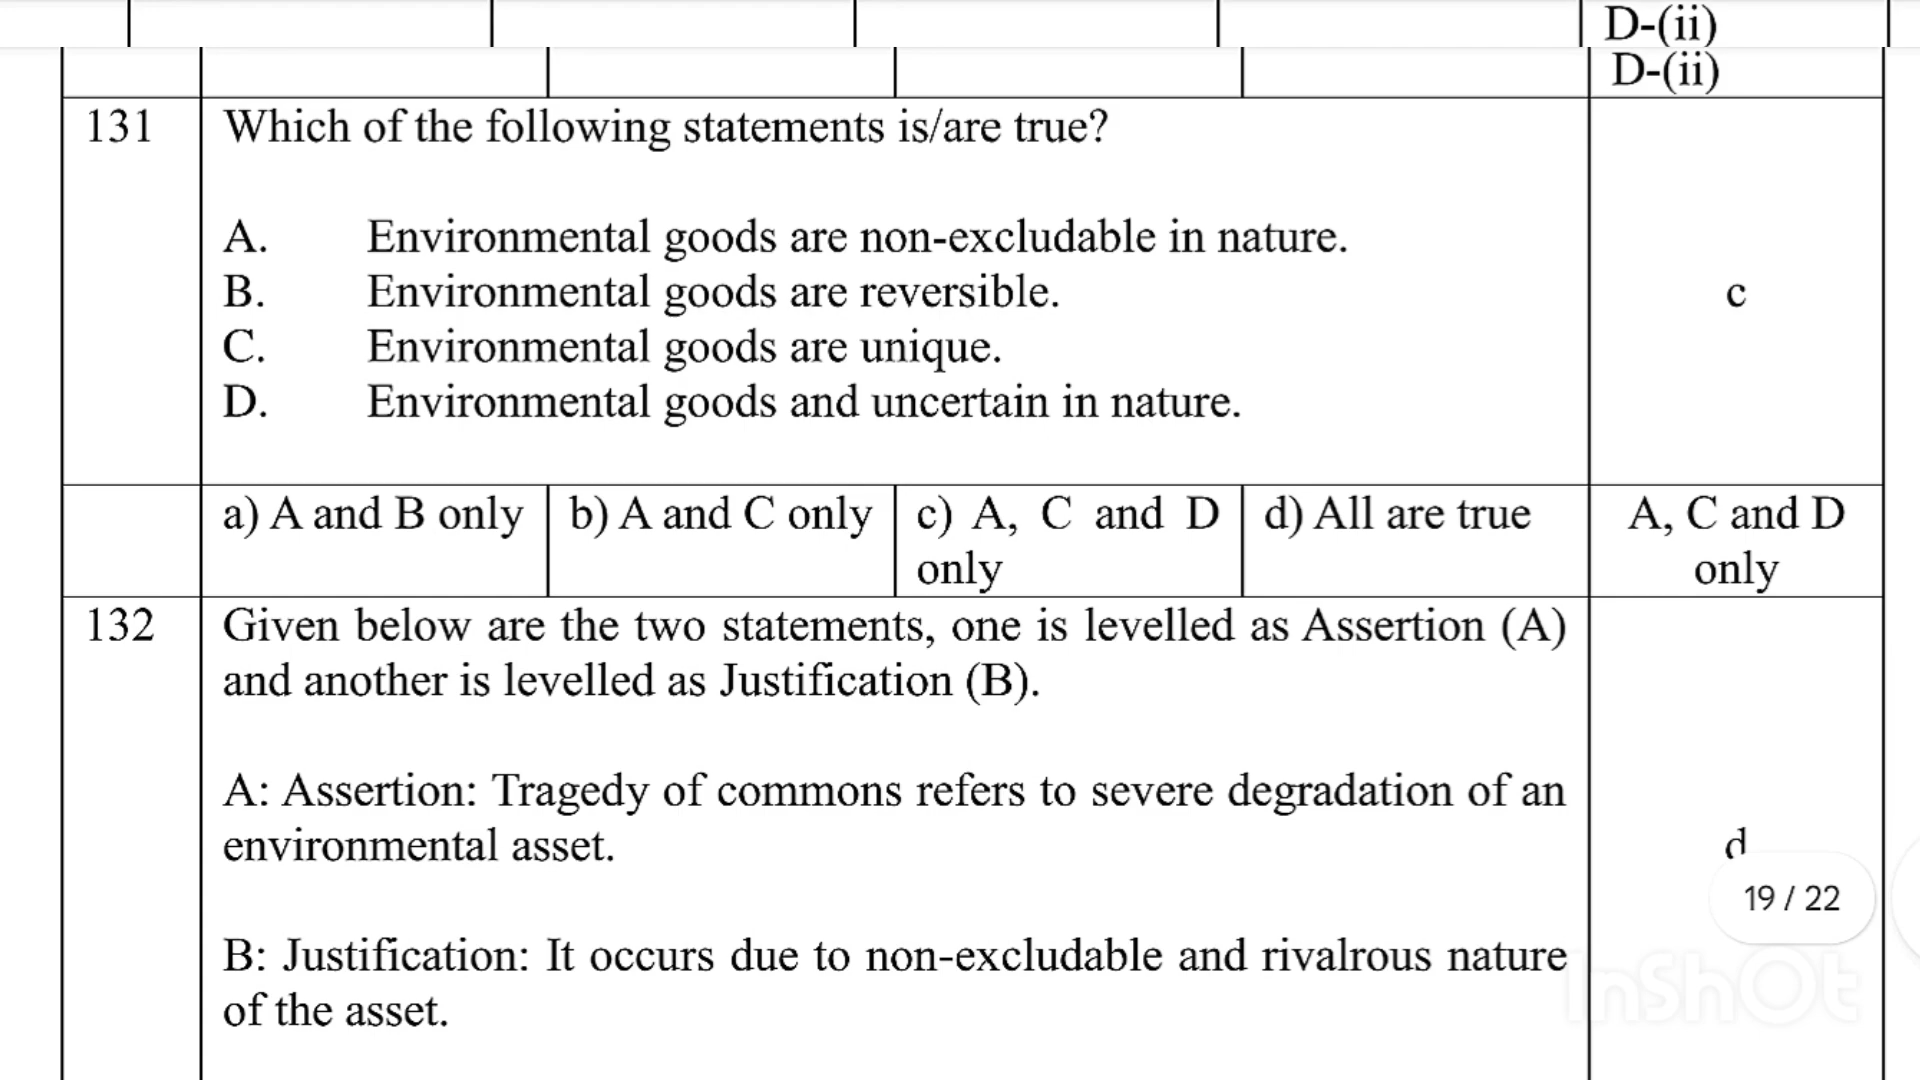 D-(ii)
D-(ii)
131 Which of the following statements is/are true?
A. Environmental goods are non-excludable in nature.
B. Environmental goods are reversible.
c
C. Environmental goods are unique.
D. Environmental goods and uncertain in nature.
a) A and B only b) A and C only c) A, C and D only d) All are true A, C and D only
132 Given below are the two statements, one is levelled as Assertion (A)
and another is levelled as Justification (B).
A: Assertion: Tragedy of commons refers to severe degradation of an
environmental asset.
d
19 / 22
B: Justification: It occurs due to non-excludable and rivalrous nature
of the asset.
InShOt